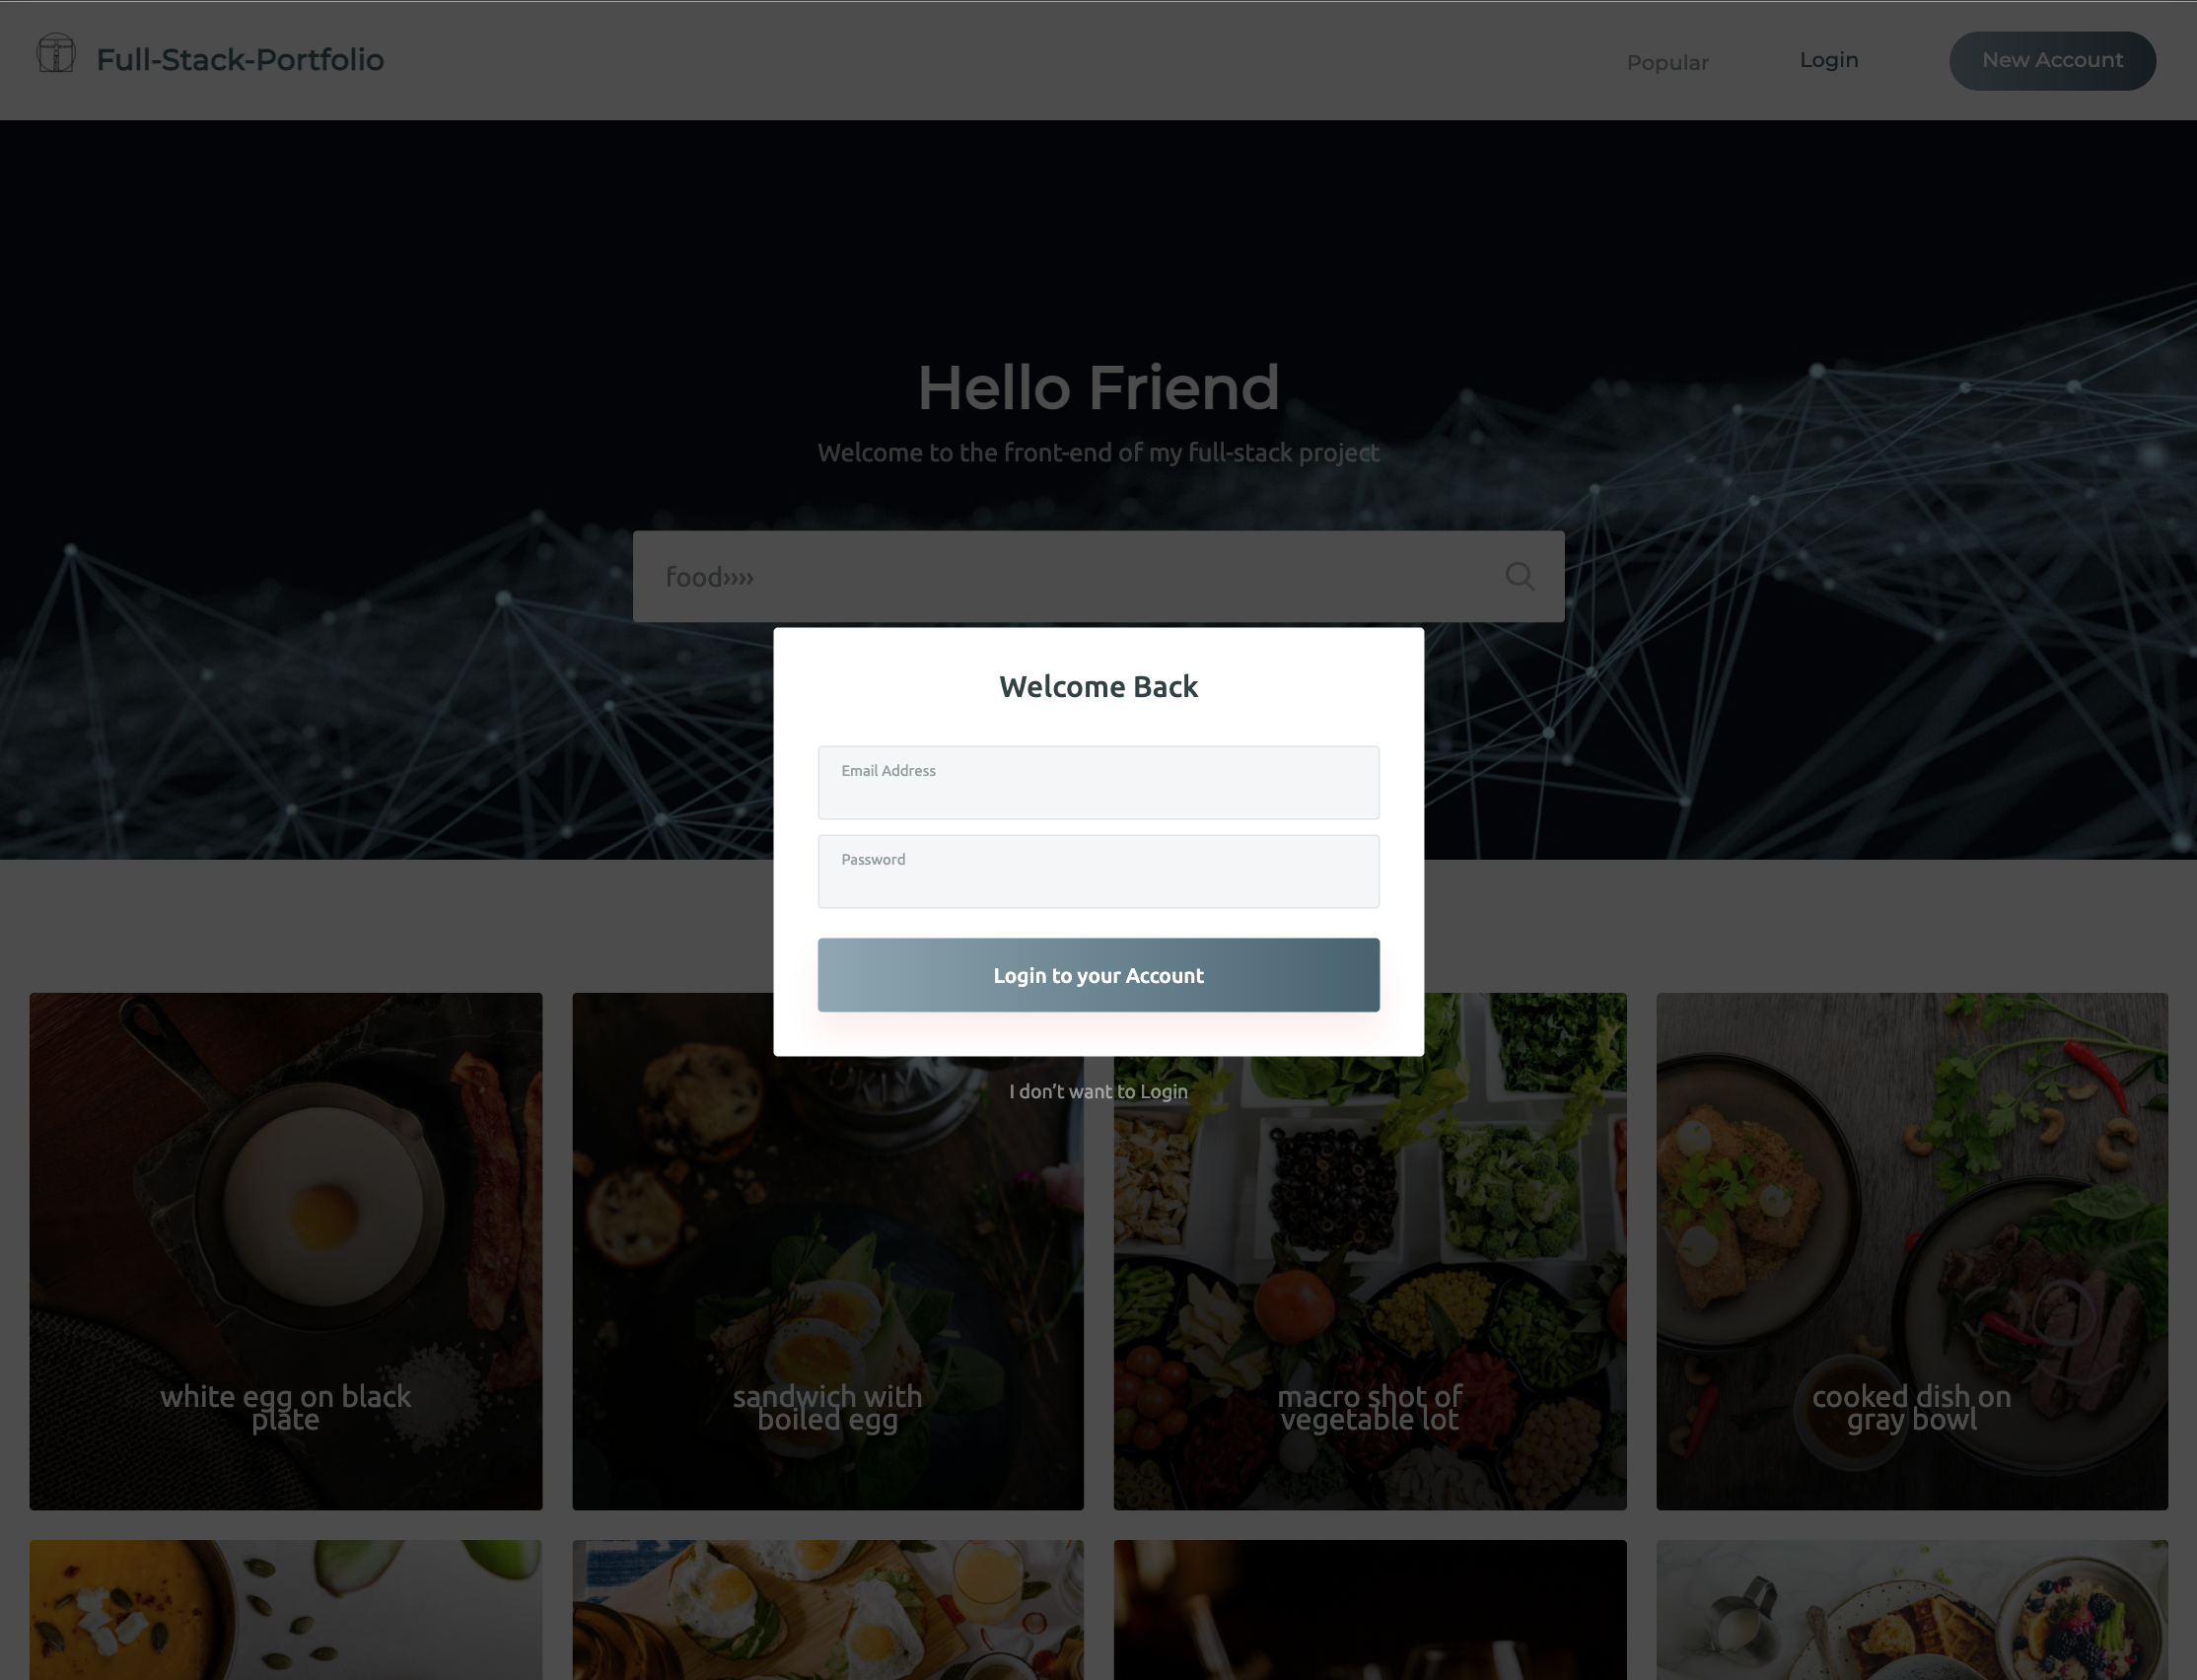 Full-Stack-Portfolio
Popular
Login
New Account
Hello Friend
Welcome to the front-end of my full-stack project
food»»
Welcome Back
Email Address
Password
Login to your Account
I don’t want to Login
white egg on black
plate
sandwich with
boiled egg
macro shot of
vegetable lot
cooked dish on
gray bowl